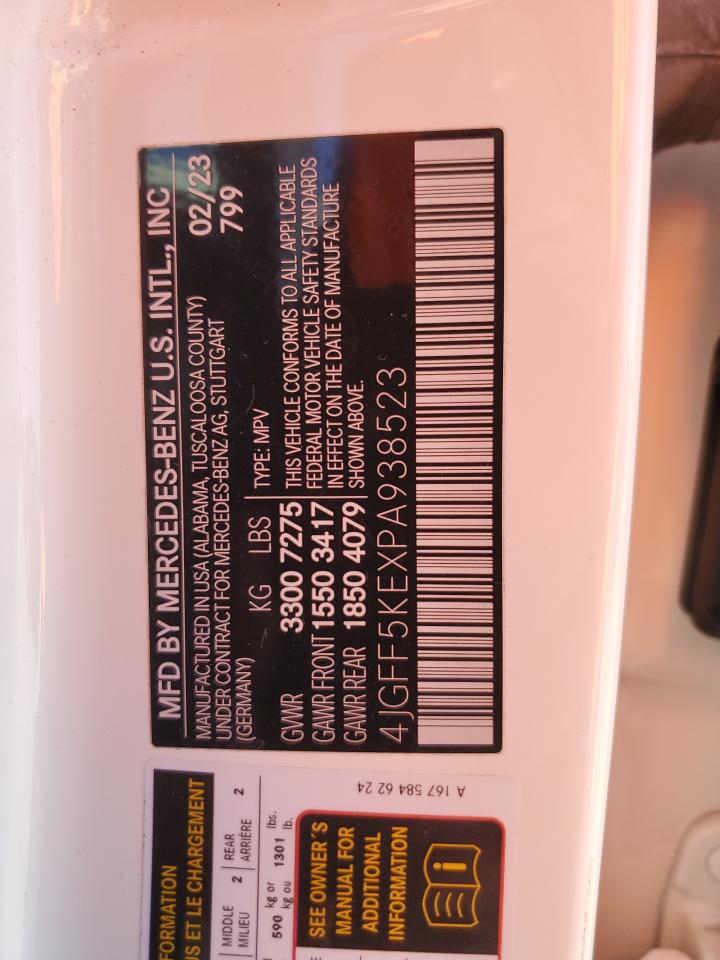 MFD BY MERCEDES-BENZ U.S. INTL., INC
MANUFACTURED IN USA (ALABAMA, TUSCALOOSA COUNTY) 02/23
UNDER CONTRACT FOR MERCEDES-BENZ AG, STUTTGART 799
(GERMANY)
KG LBS TYPE: MPV
GVWR 3300 7275 THIS VEHICLE CONFORMS TO ALL APPLICABLE
GAWR FRONT 1550 3417 FEDERAL MOTOR VEHICLE SAFETY STANDARDS
IN EFFECT ON THE DATE OF MANUFACTURE
GAWR REAR 1850 4079 SHOWN ABOVE.
4JGFF5KEXPA938523
FORMATION
US ET LE CHARGEMENT
MIDDLE 2 REAR 2
MILIEU ARRIÈRE
590 kg or 1301 lbs.
kg ou lb.
SEE OWNER'S
MANUAL FOR
ADDITIONAL
INFORMATION
A 167 584 62 24